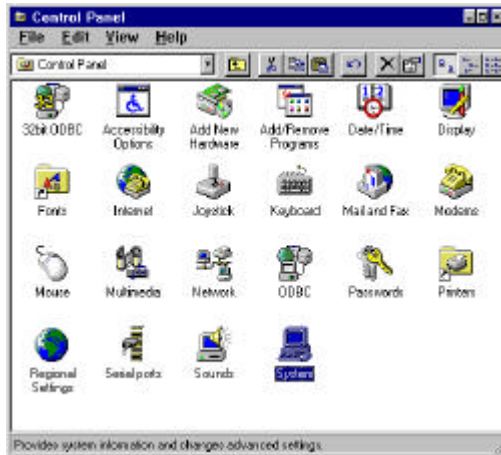 Control Panel
File Edit View Help
Control Panel
32bit ODBC
Accessibility
Options
Add New
Hardware
Add/Remove
Programs
Date/Time
Display
Fonts
Internet
Joystick
Keyboard
Mail and Fax
Modems
Mouse
Multimedia
Network
ODBC
Passwords
Printers
Regional
Settings
Serial ports
Sounds
System
Provides system information and changes advanced settings.